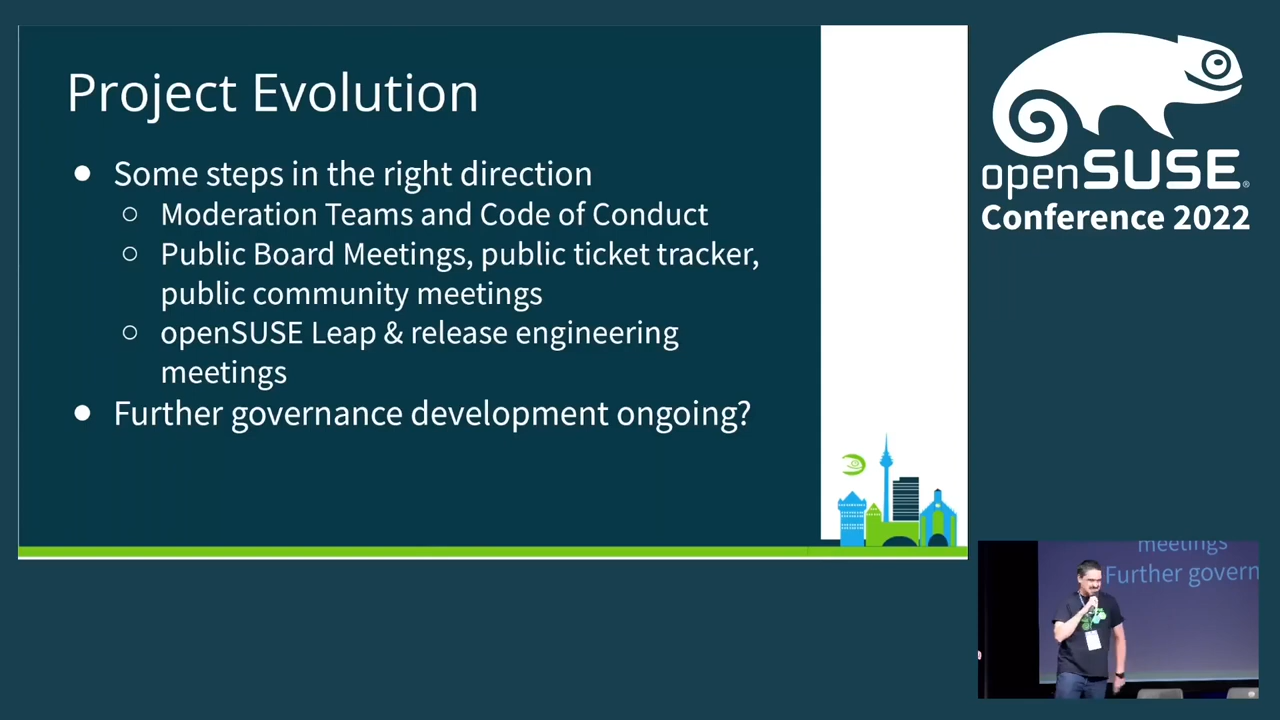 Project Evolution
● Some steps in the right direction
○ Moderation Teams and Code of Conduct
○ Public Board Meetings, public ticket tracker,
public community meetings
○ openSUSE Leap & release engineering
meetings
● Further governance development ongoing?
openSUSE®
Conference 2022
meetings
Further govern